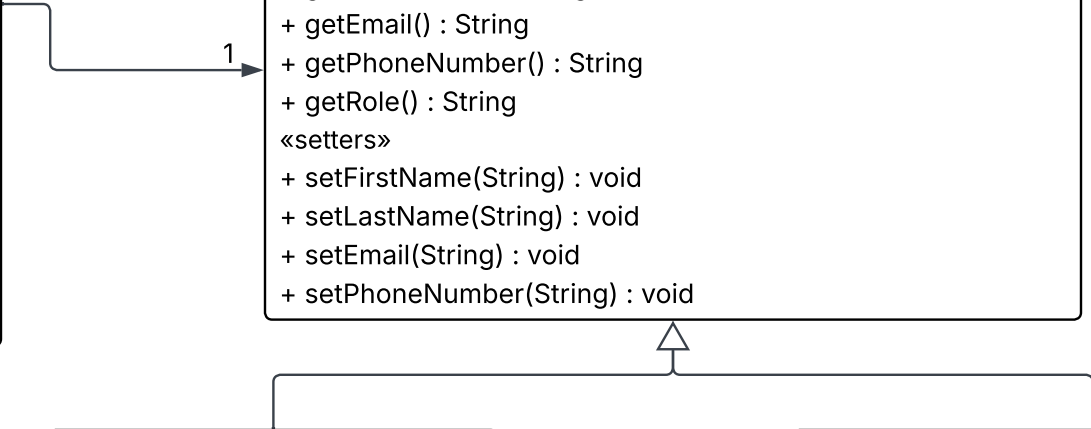 1
+ getEmail() : String
+ getPhoneNumber() : String
+ getRole() : String
«setters»
+ setFirstName(String) : void
+ setLastName(String) : void
+ setEmail(String) : void
+ setPhoneNumber(String) : void